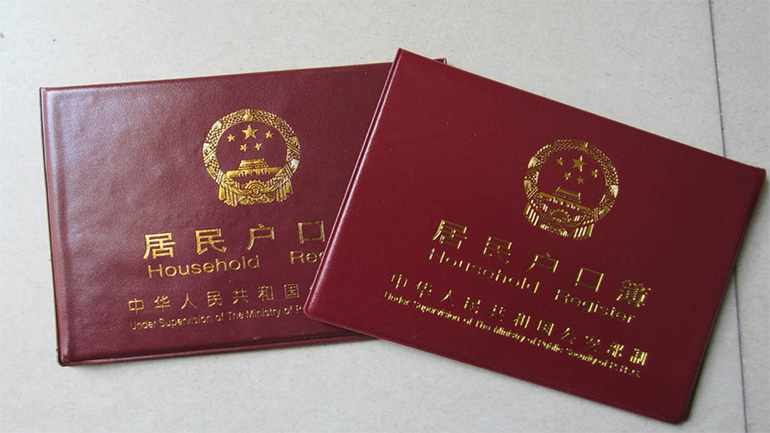 居民户口
Household Re
中华人民共和国
Under Supervision of The Ministry of P
居民户口簿
Household Register
中华人民共和国公安部制
Under Supervision of The Ministry of Public Security of P.R.C.